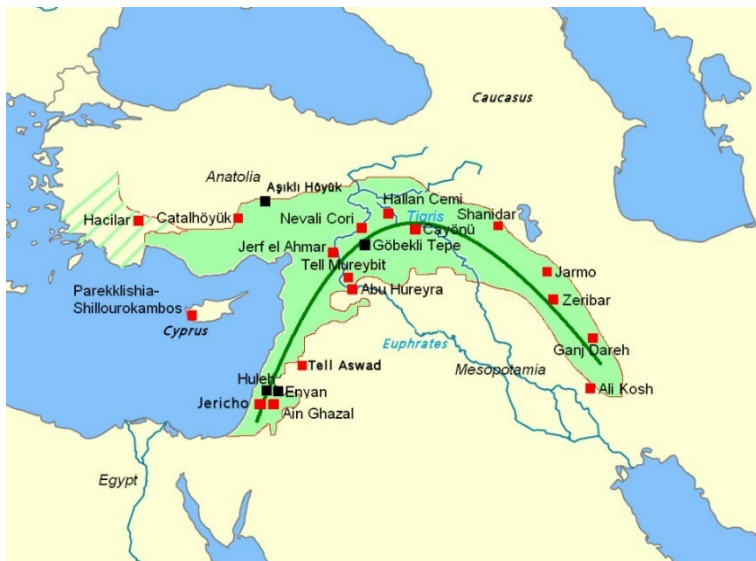 Caucasus
Anatolia
Aşıklı Höyük
Hallan Cemi
Hacilar
Catalhöyük
Nevali Cori
Tigris
Shanidar
Cayönü
Jerf el Ahmar
Göbekli Tepe
Tell Mureybit
Jarmo
Parekklishia-
Shillourokambos
Abu Hureyra
Zeribar
Cyprus
Euphrates
Ganj Dareh
Tell Aswad
Mesopotamia
Huleh
Enyan
Ali Kosh
Jericho
Ain Ghazal
Egypt